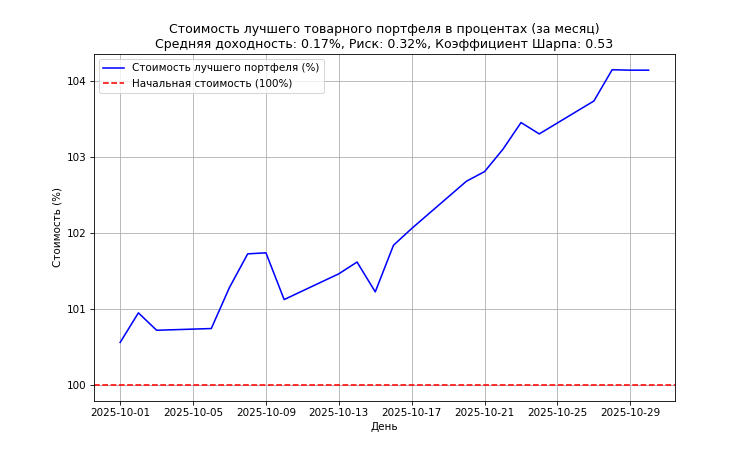 Стоимость лучшего товарного портфеля в процентах (за месяц)
Средняя доходность: 0.17%, Риск: 0.32%, Коэффициент Шарпа: 0.53
Стоимость лучшего портфеля (%)
Начальная стоимость (100%)
Стоимость (%)
104
103
102
101
100
2025-10-01 2025-10-05 2025-10-09 2025-10-13 2025-10-17 2025-10-21 2025-10-25 2025-10-29
День